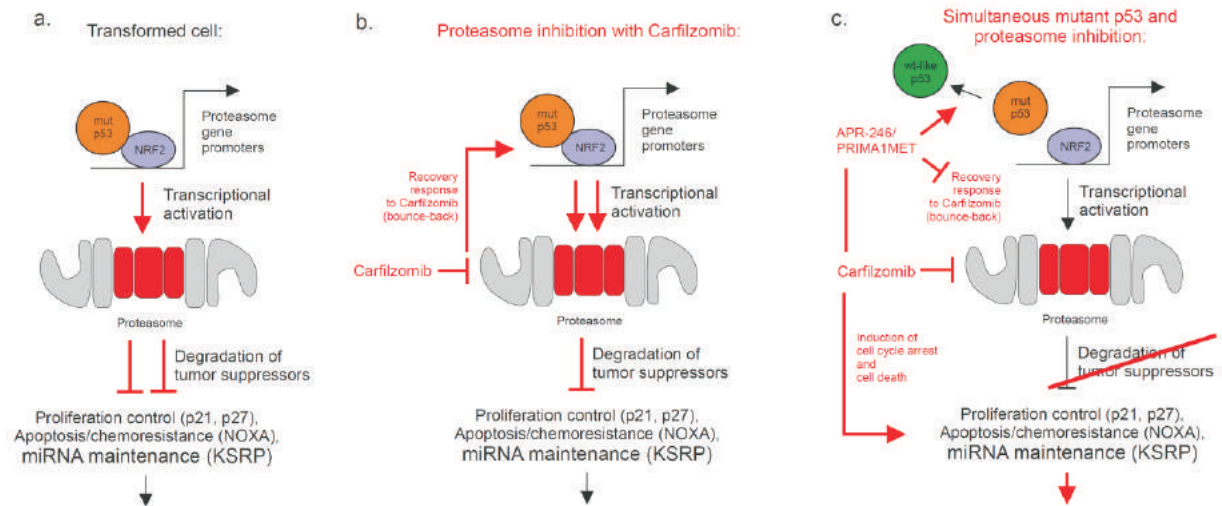 a.
Transformed cell:
mut
p53
NRF2
Proteasome
gene
promoters
Transcriptional
activation
Proteasome
Degradation of
tumor suppressors
Proliferation control (p21, p27),
Apoptosis/chemoresistance (NOXA),
miRNA maintenance (KSRP)
b.
Proteasome inhibition with Carfilzomib:
mut
p53
NRF2
Proteasome
gene
promoters
Recovery
response
to Carfilzomib
(bounce-back)
Transcriptional
activation
Carfilzomib
Proteasome
Degradation of
tumor suppressors
Proliferation control (p21, p27),
Apoptosis/chemoresistance (NOXA),
miRNA maintenance (KSRP)
c.
Simultaneous mutant p53 and
proteasome inhibition:
wt-like
p53
mut
p53
NRF2
Proteasome
gene
promoters
APR-246/
PRIMA1MET
Recovery
response
to Carfilzomib
(bounce-back)
Transcriptional
activation
Carfilzomib
Proteasome
Induction of
cell cycle arrest
and
cell death
Degradation of
tumor suppressors
Proliferation control (p21, p27),
Apoptosis/chemoresistance (NOXA),
miRNA maintenance (KSRP)